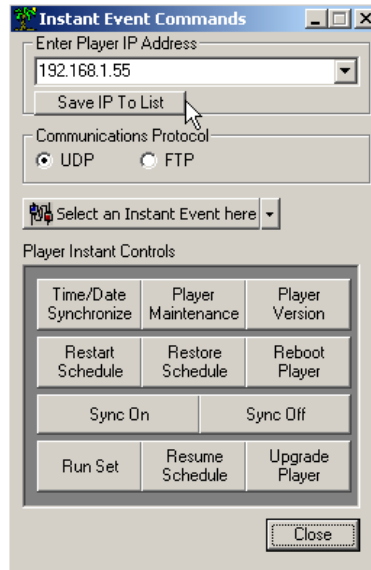 Instant Event Commands
Enter Player IP Address
192.168.1.55
Save IP To List
Communications Protocol
UDP FTP
Select an Instant Event here
Player Instant Controls
Time/Date Player Player
Synchronize Maintenance Version
Restart Restore Reboot
Schedule Schedule Player
Sync On Sync Off
Run Set Resume Schedule Upgrade Player
Close